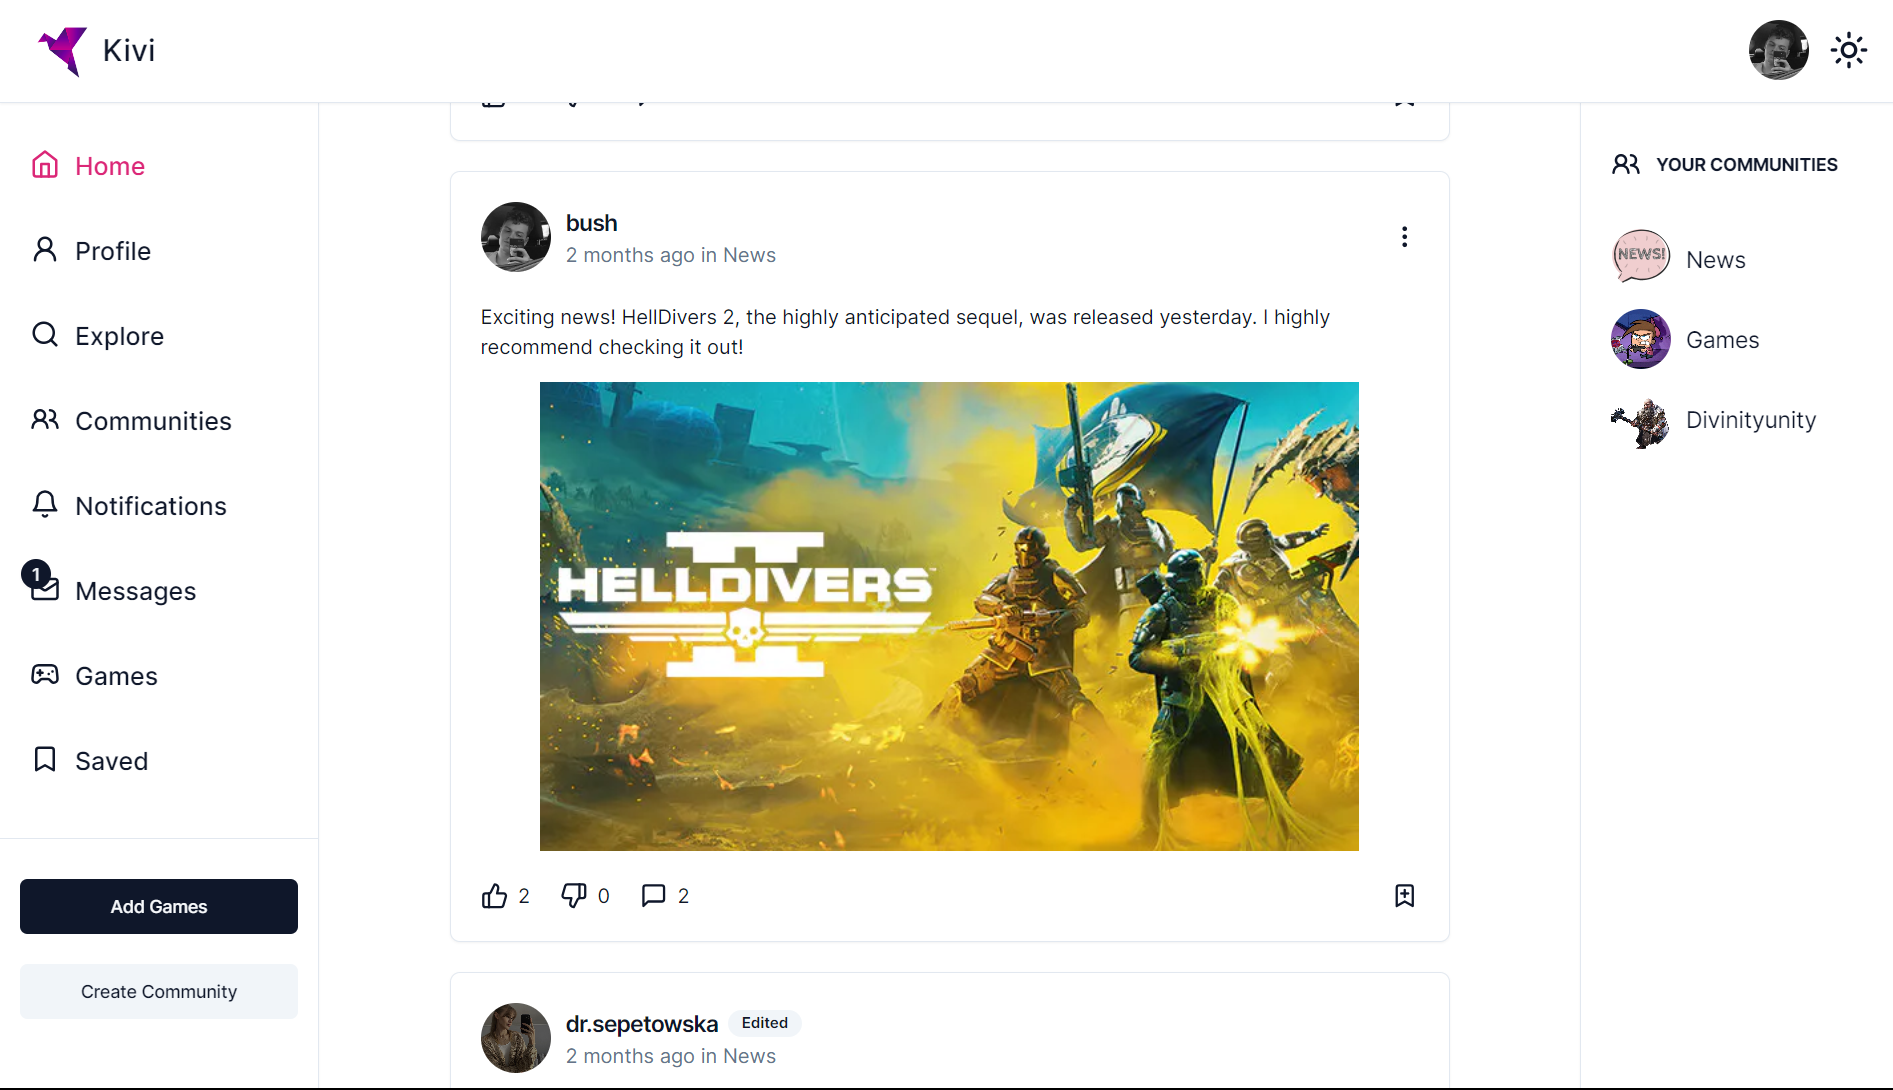 Kivi
Home
Profile
Explore
Communities
Notifications
1
Messages
Games
Saved
Add Games
Create Community
bush
2 months ago in News
Exciting news! HellDivers 2, the highly anticipated sequel, was released yesterday. I highly
recommend checking it out!
HELLDIVERS™
II
2
0
2
dr.sepetowska Edited
2 months ago in News
YOUR COMMUNITIES
NEWS!
News
Games
Divinityunity